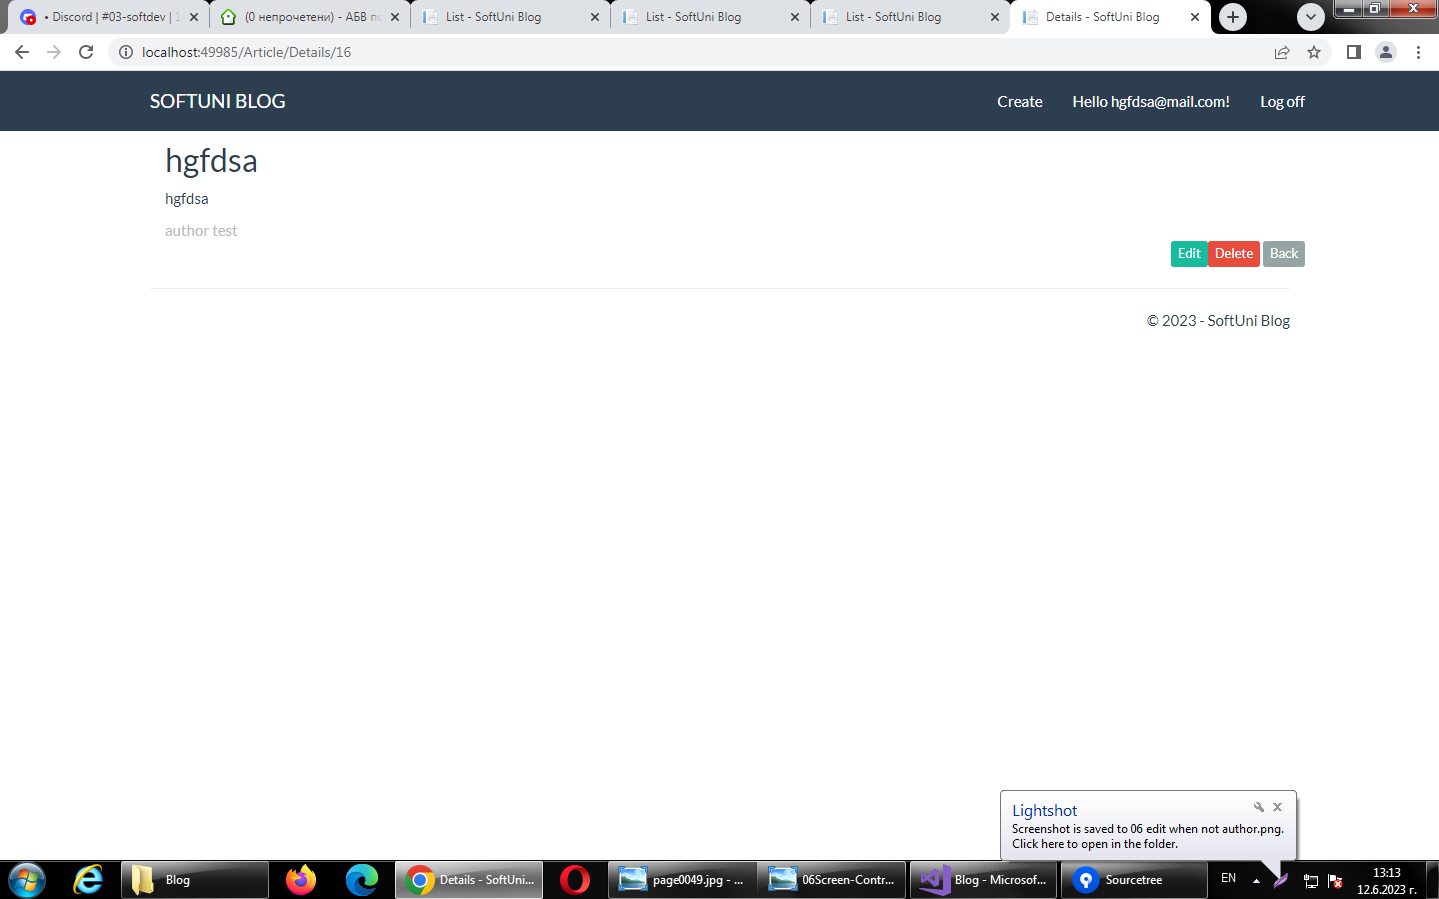 • Discord | #03-softdev | 1
(0 непрочетени) - АБВ по
List - SoftUni Blog
List - SoftUni Blog
List - SoftUni Blog
Details - SoftUni Blog
localhost:49985/Article/Details/16
SOFTUNI BLOG
Create
Hello hgfdsa@mail.com!
Log off
hgfdsa
hgfdsa
author test
Edit
Delete
Back
© 2023 - SoftUni Blog
Lightshot
Screenshot is saved to 06 edit when not author.png.
Click here to open in the folder.
Blog
Details - SoftUni...
page0049.jpg - ...
06Screen-Contr...
Blog - Microsof...
Sourcetree
EN
13:13
12.6.2023 г.